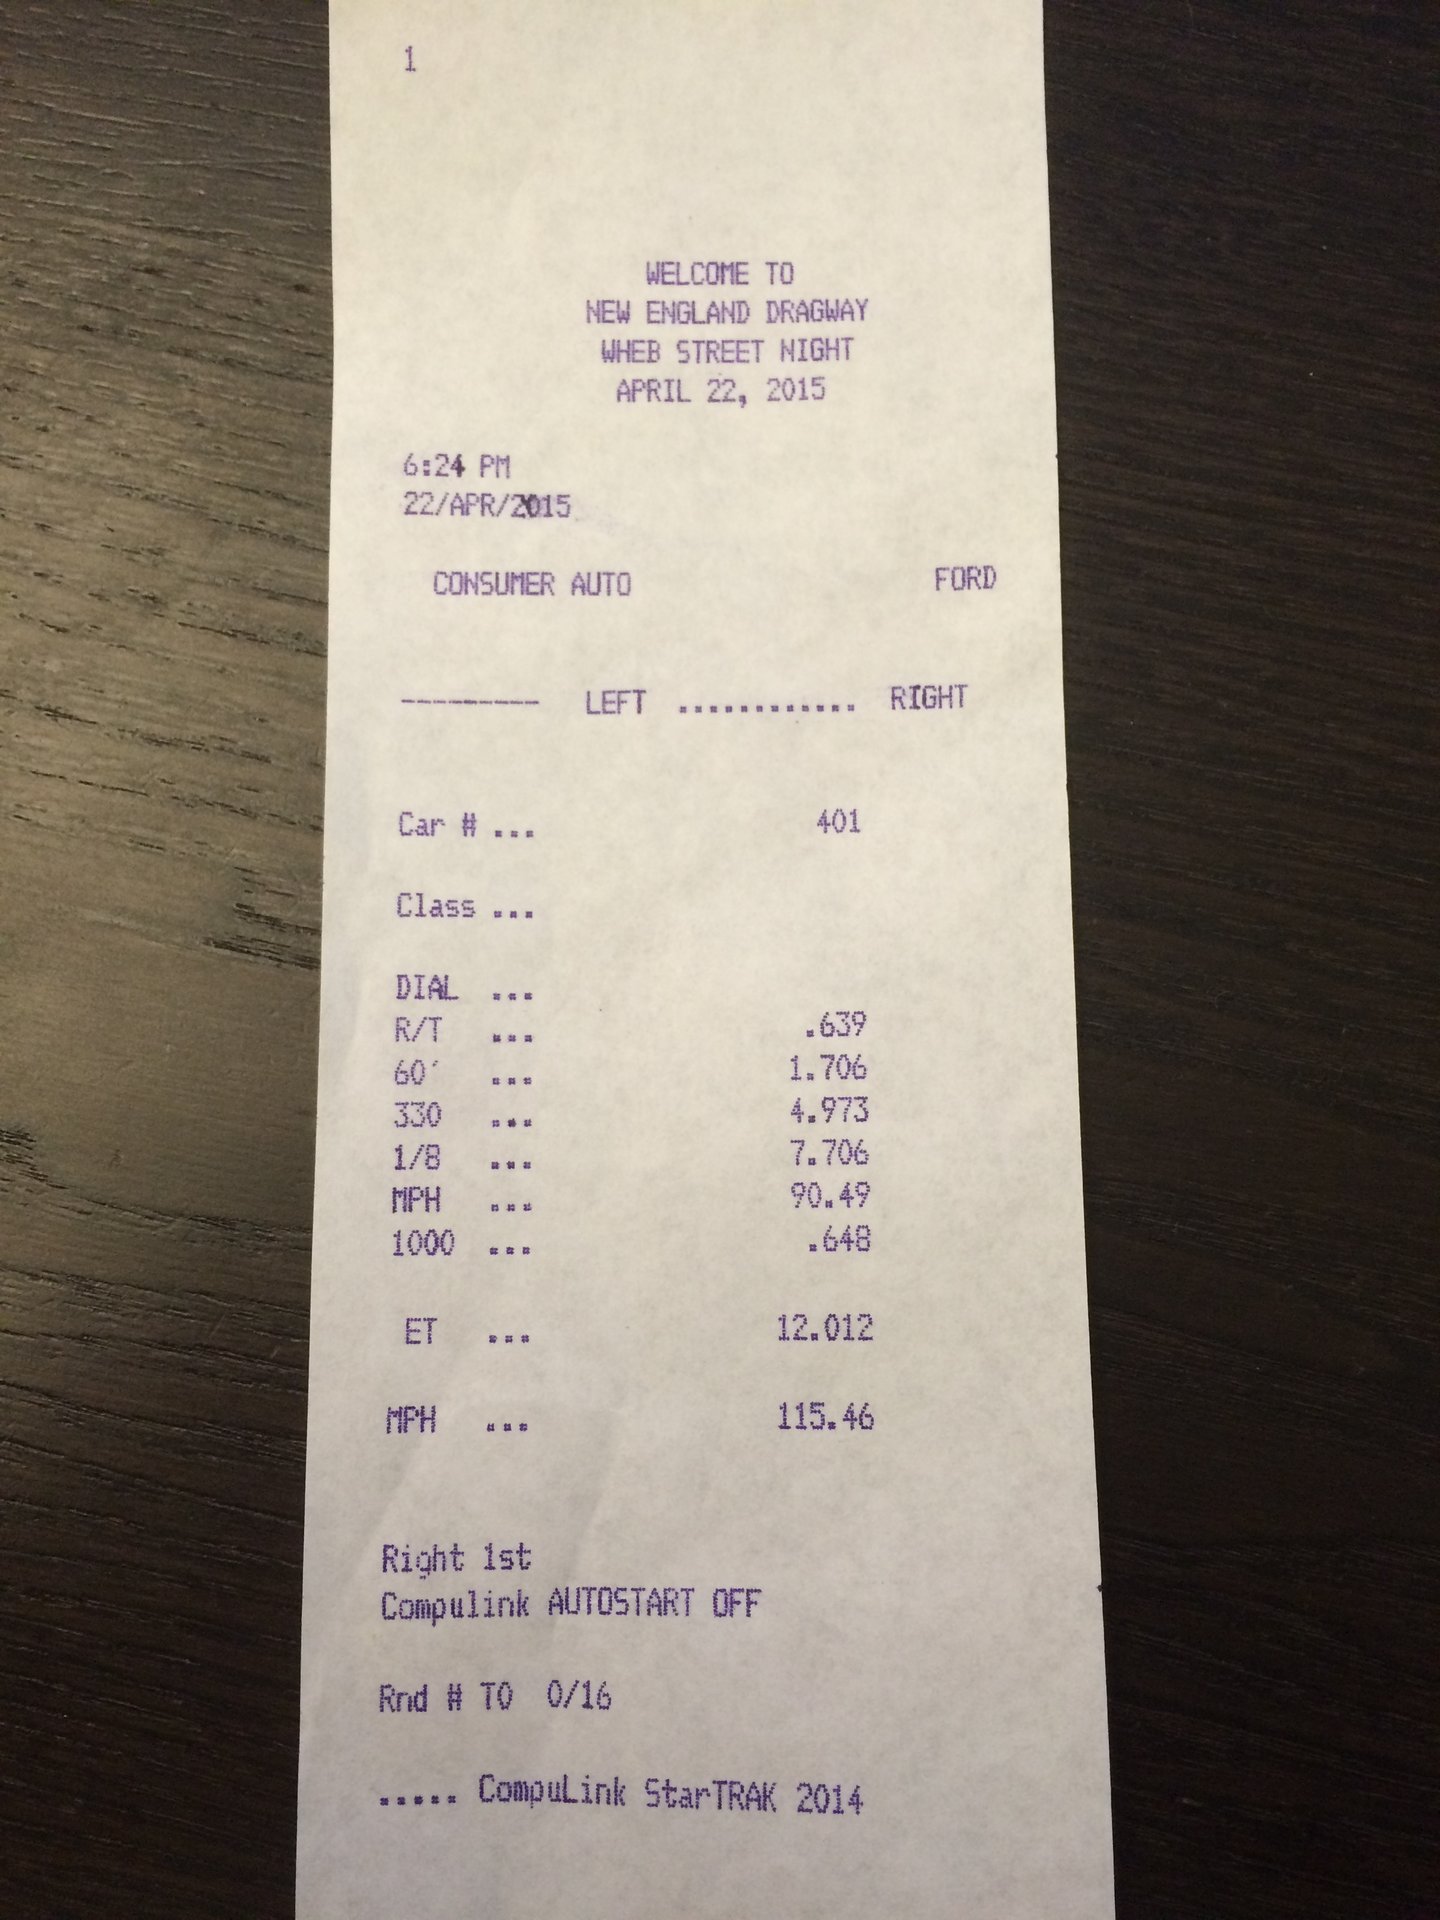 1
WELCOME TO
NEW ENGLAND DRAGWAY
WHEB STREET NIGHT
APRIL 22, 2015
6:24 PM
22/APR/2015
CONSUMER AUTO FORD
--------- LEFT ............ RIGHT
Car # ... 401
Class ...
DIAL ...
R/T ... .639
60' ... 1.706
330 ... 4.973
1/8 ... 7.706
MPH ... 90.49
1000 ... .648
ET ... 12.012
MPH ... 115.46
Right 1st
Compulink AUTOSTART OFF
Rnd # T0 0/16
..... CompuLink StarTRAK 2014